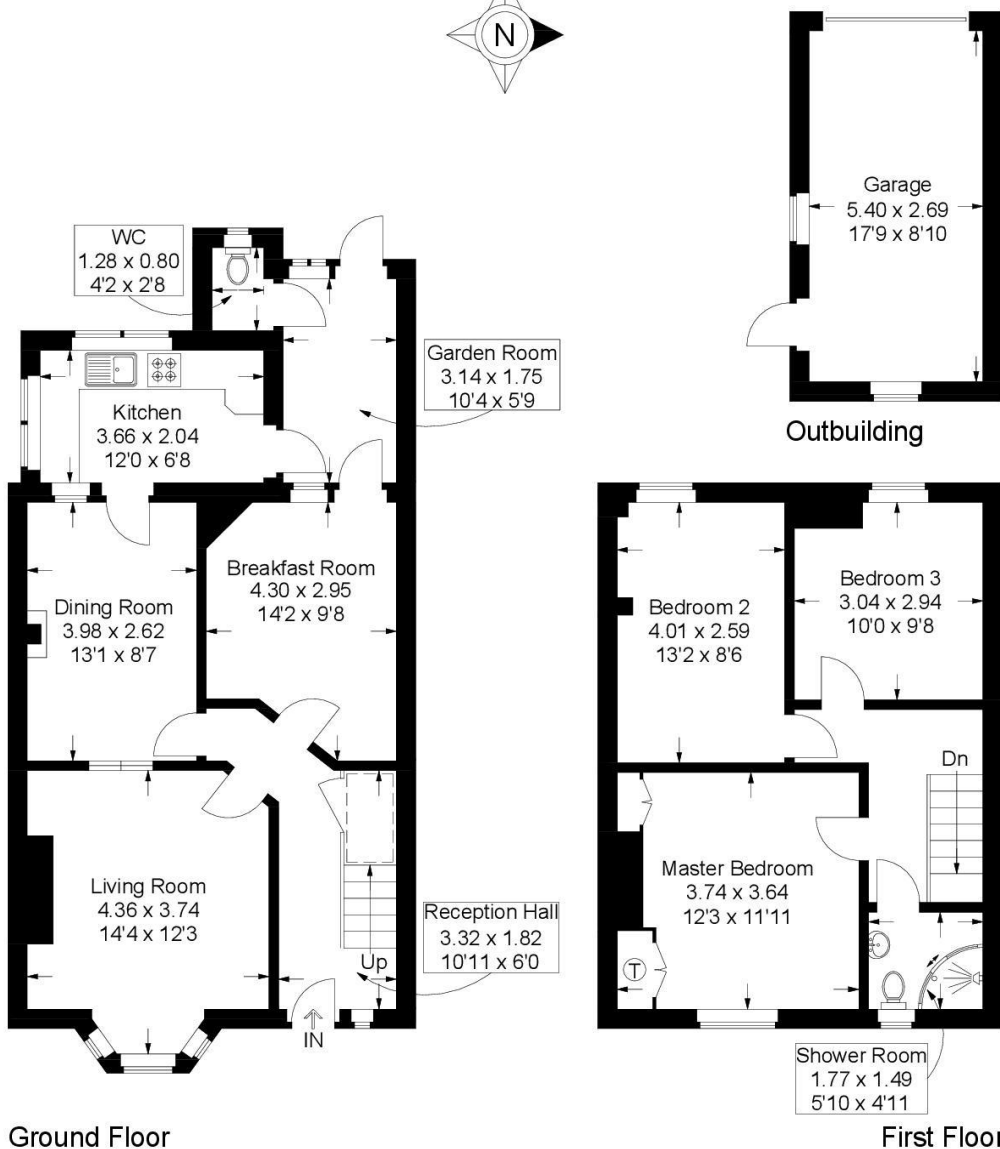 N
Garage
5.40 x 2.69
17'9 x 8'10
Outbuilding
WC
1.28 x 0.80
4'2 x 2'8
Garden Room
3.14 x 1.75
10'4 x 5'9
Kitchen
3.66 x 2.04
12'0 x 6'8
Breakfast Room
4.30 x 2.95
14'2 x 9'8
Dining Room
3.98 x 2.62
13'1 x 8'7
Living Room
4.36 x 3.74
14'4 x 12'3
Reception Hall
3.32 x 1.82
10'11 x 6'0
Up
IN
Ground Floor
Bedroom 2
4.01 x 2.59
13'2 x 8'6
Bedroom 3
3.04 x 2.94
10'0 x 9'8
Dn
Master Bedroom
3.74 x 3.64
12'3 x 11'11
T
Shower Room
1.77 x 1.49
5'10 x 4'11
First Floor